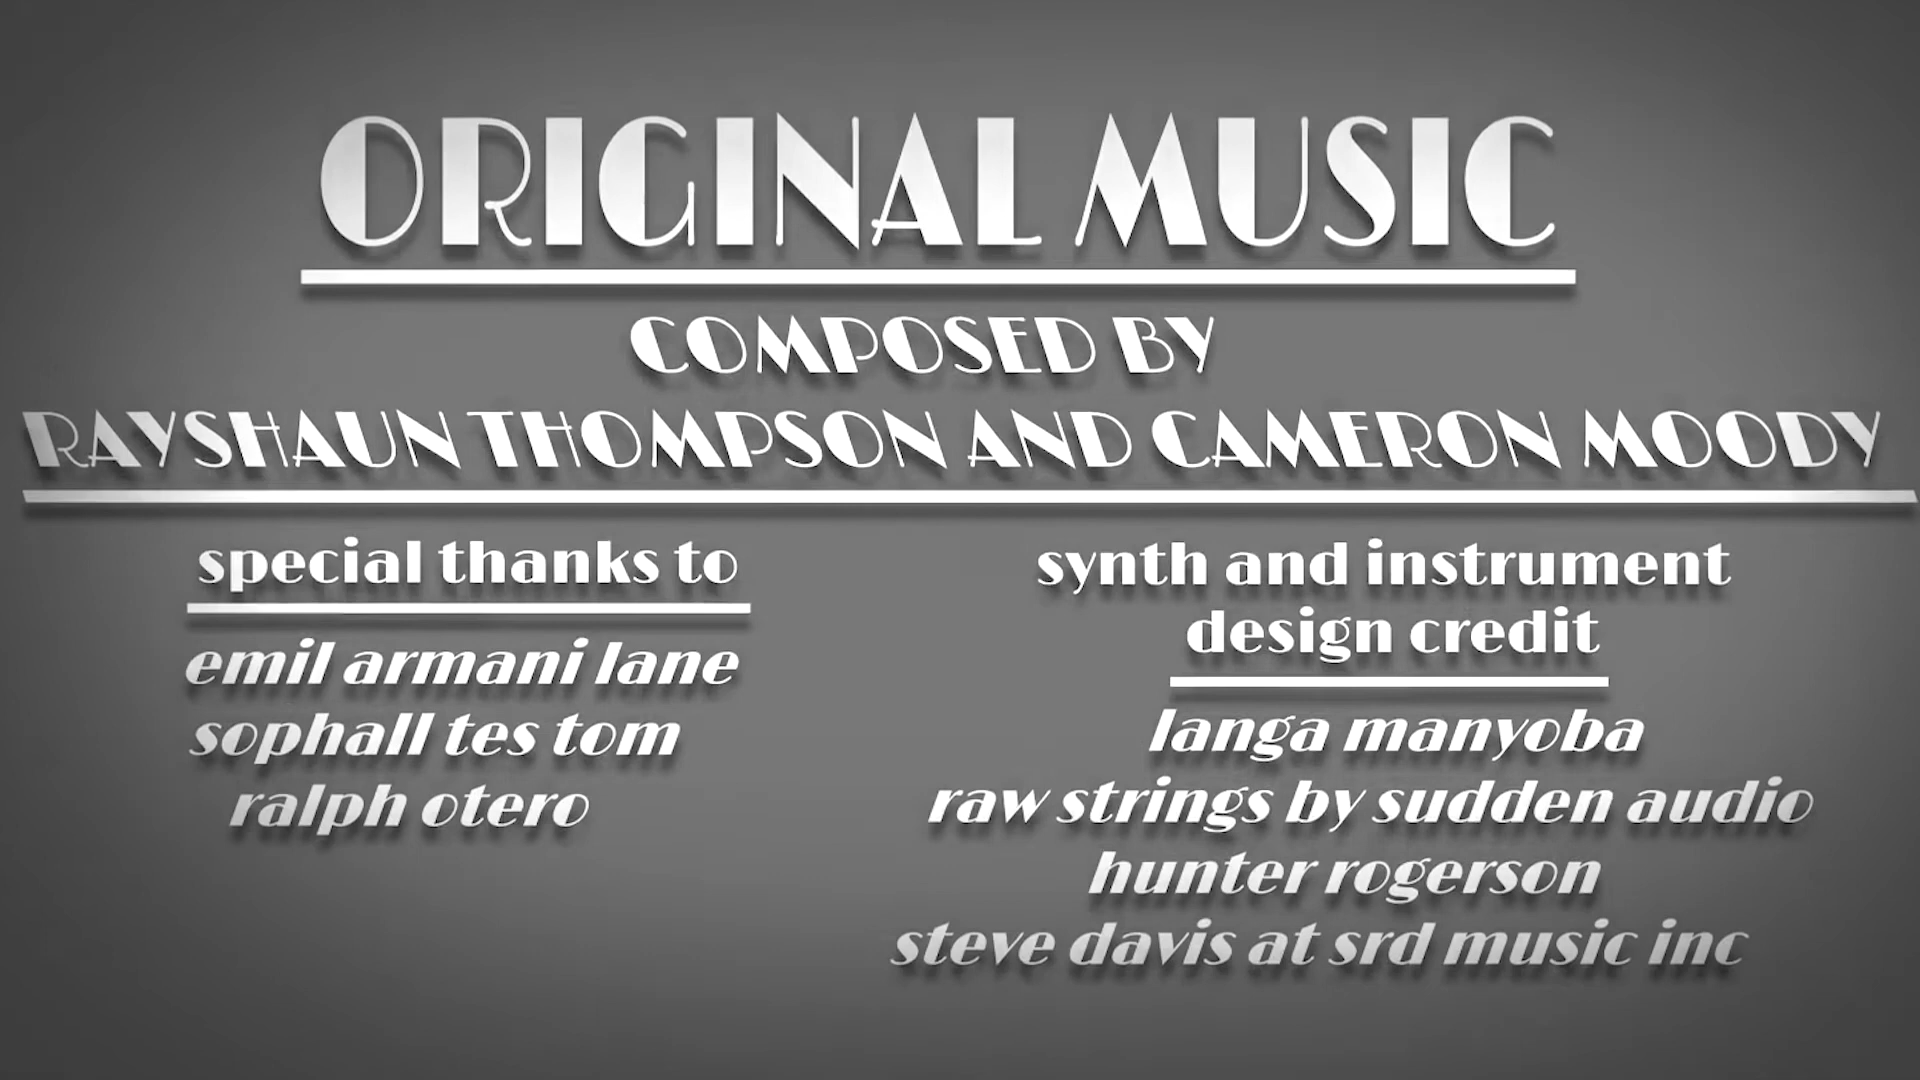 ORIGINAL MUSIC
COMPOSED BY
RAYSHAUN THOMPSON AND CAMERON MOODY
special thanks to
emil armani lane
sophall tes tom
ralph otero
synth and instrument
design credit
langa manyoba
raw strings by sudden audio
hunter rogerson
steve davis at srd music inc